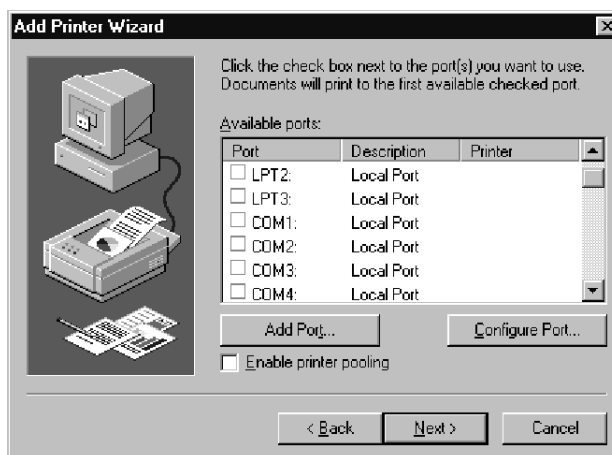 Add Printer Wizard
Click the check box next to the port(s) you want to use.
Documents will print to the first available checked port.
Available ports:
Port Description Printer
LPT2: Local Port
LPT3: Local Port
COM1: Local Port
COM2: Local Port
COM3: Local Port
COM4: Local Port
Add Port... Configure Port...
Enable printer pooling
< Back Next > Cancel